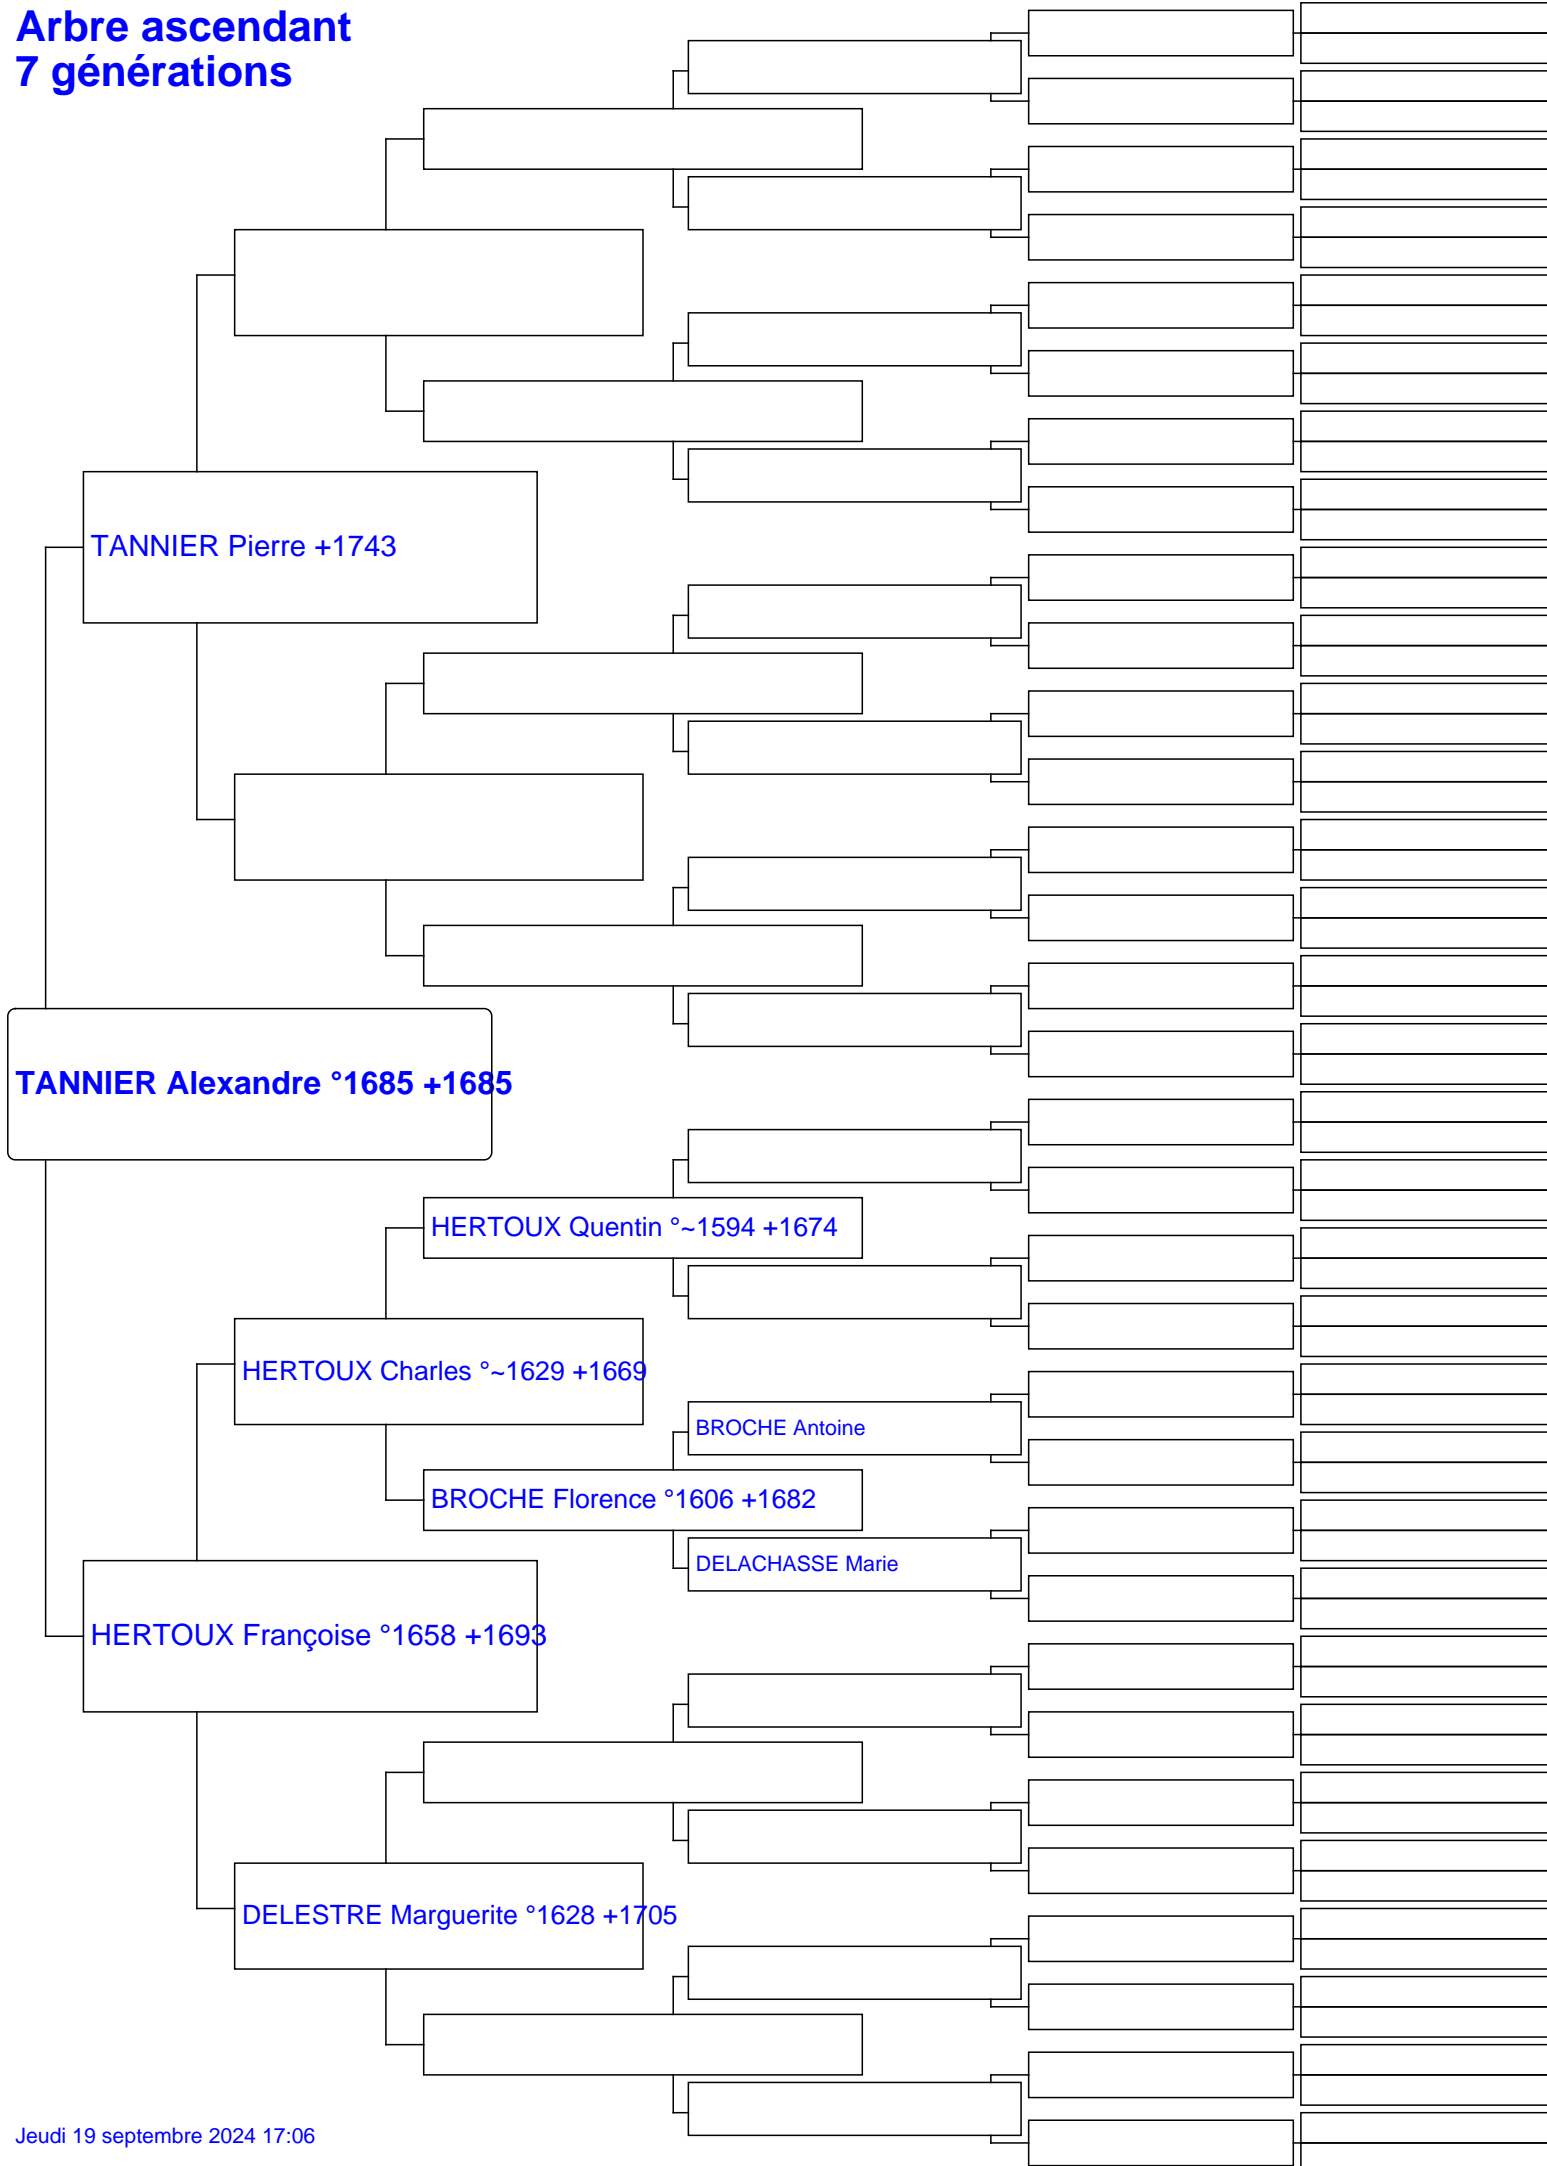 Arbre ascendant
7 générations
TANNIER Pierre +1743
TANNIER Alexandre °1685 +1685
HERTOUX Quentin °~1594 +1674
HERTOUX Charles °~1629 +1669
BROCHE Antoine
BROCHE Florence °1606 +1682
DELACHASSE Marie
HERTOUX Françoise °1658 +1693
DELESTRE Marguerite °1628 +1705
Jeudi 19 septembre 2024 17:06